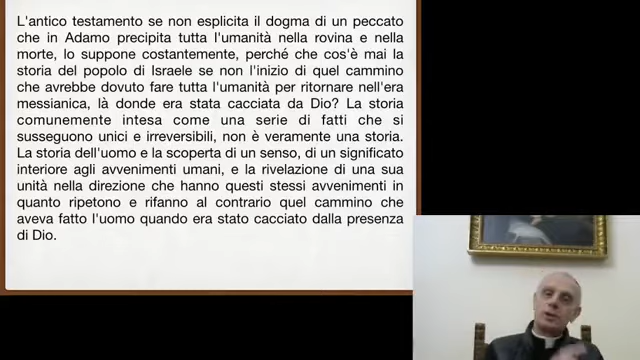 L'antico testamento se non esplicita il dogma di un peccato
che in Adamo precipita tutta l'umanità nella rovina e nella
morte, lo suppone costantemente, perché che cos'è mai la
storia del popolo di Israele se non l'inizio di quel cammino
che avrebbe dovuto fare tutta l'umanità per ritornare nell'era
messianica, là donde era stata cacciata da Dio? La storia
comunemente intesa come una serie di fatti che si
susseguono unici e irreversibili, non è veramente una storia.
La storia dell'uomo e la scoperta di un senso, di un significato
interiore agli avvenimenti umani, e la rivelazione di una sua
unità nella direzione che hanno questi stessi avvenimenti in
quanto ripetono e rifanno al contrario quel cammino che
aveva fatto l'uomo quando era stato cacciato dalla presenza
di Dio.